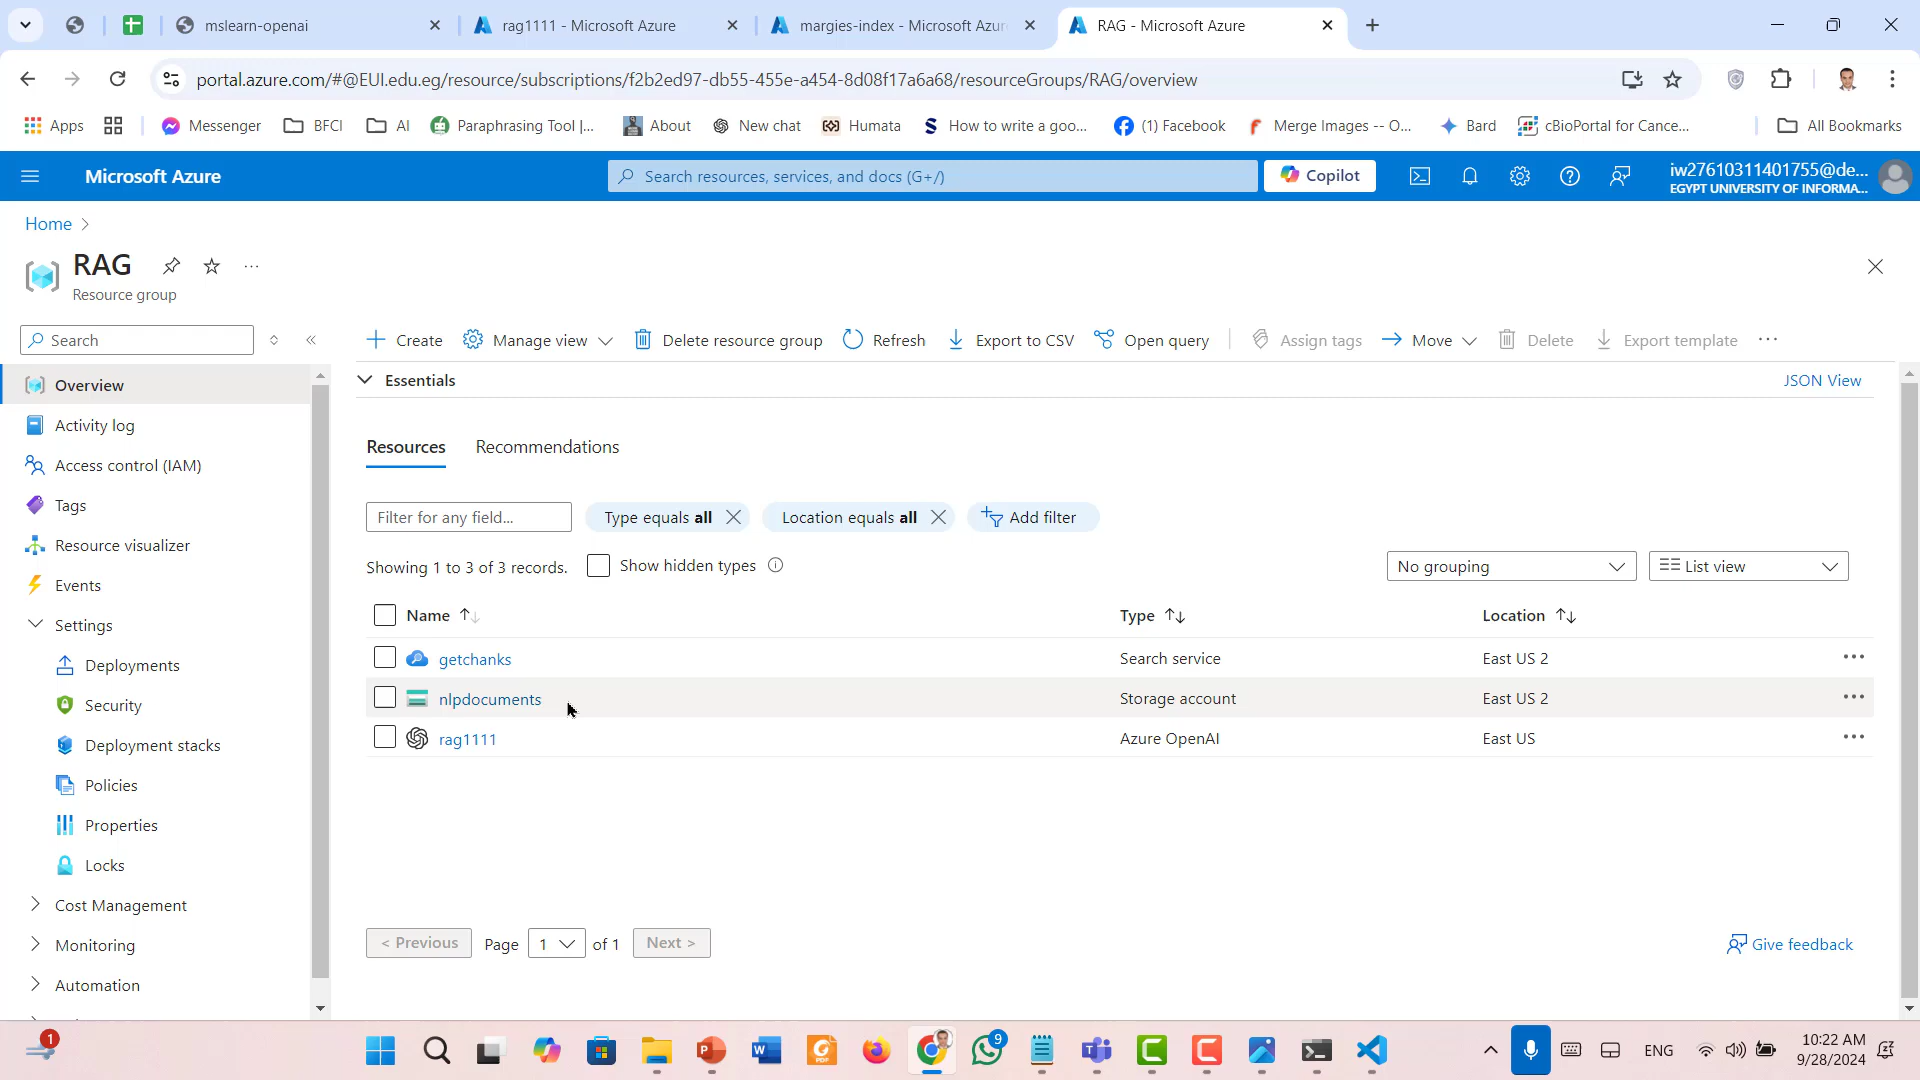 mslearn-openai
rag1111 - Microsoft Azure
margies-index - Microsoft Azur
RAG - Microsoft Azure
portal.azure.com/#@EUI.edu.eg/resource/subscriptions/f2b2ed97-db55-455e-a454-8d08f17a6a68/resourceGroups/RAG/overview
Apps
Messenger
BFCI
AI
Paraphrasing Tool |...
About
New chat
Humata
How to write a goo...
(1) Facebook
Merge Images -- O...
Bard
cBioPortal for Cance...
All Bookmarks
Microsoft Azure
Search resources, services, and docs (G+/)
Copilot
iw27610311401755@de...
EGYPT UNIVERSITY OF INFORMA...
Home
RAG
Resource group
Search
Create
Manage view
Delete resource group
Refresh
Export to CSV
Open query
Assign tags
Move
Delete
Export template
Overview
Activity log
Access control (IAM)
Tags
Resource visualizer
Events
Settings
Deployments
Security
Deployment stacks
Policies
Properties
Locks
Cost Management
Monitoring
Automation
Essentials
JSON View
Resources
Recommendations
Filter for any field...
Type equals all
Location equals all
Add filter
Showing 1 to 3 of 3 records.
Show hidden types
No grouping
List view
Name
Type
Location
getchanks
Search service
East US 2
nlpdocuments
Storage account
East US 2
rag1111
Azure OpenAI
East US
< Previous
Page
1
of 1
Next >
Give feedback
1
9
ENG
10:22 AM
9/28/2024